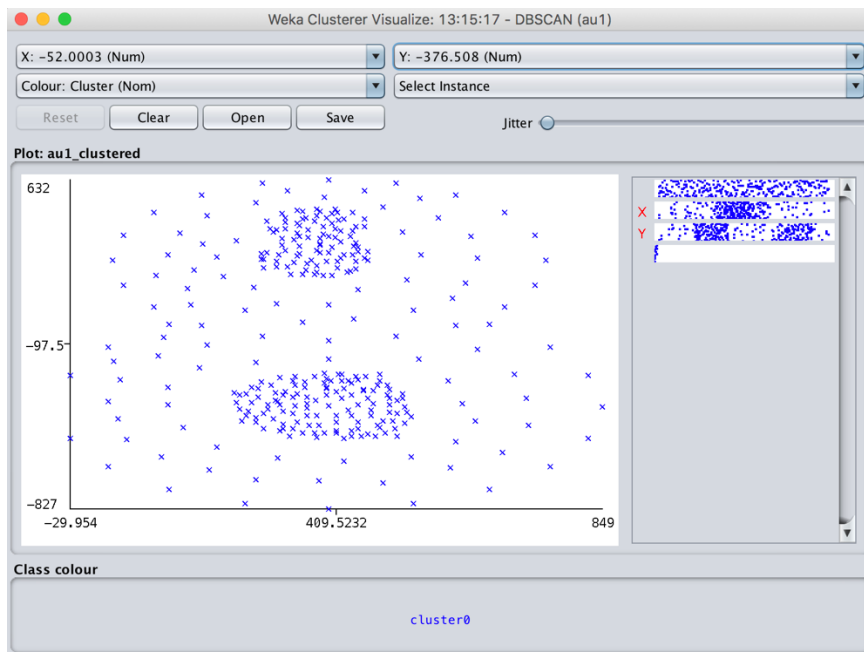 Weka Clusterer Visualize: 13:15:17 - DBSCAN (au1)
X: -52.0003 (Num) Y: -376.508 (Num)
Colour: Cluster (Nom) Select Instance
Reset Clear Open Save Jitter
Plot: au1_clustered
632
-97.5
-827
-29.954 409.5232 849
X
Y
Class colour
cluster0